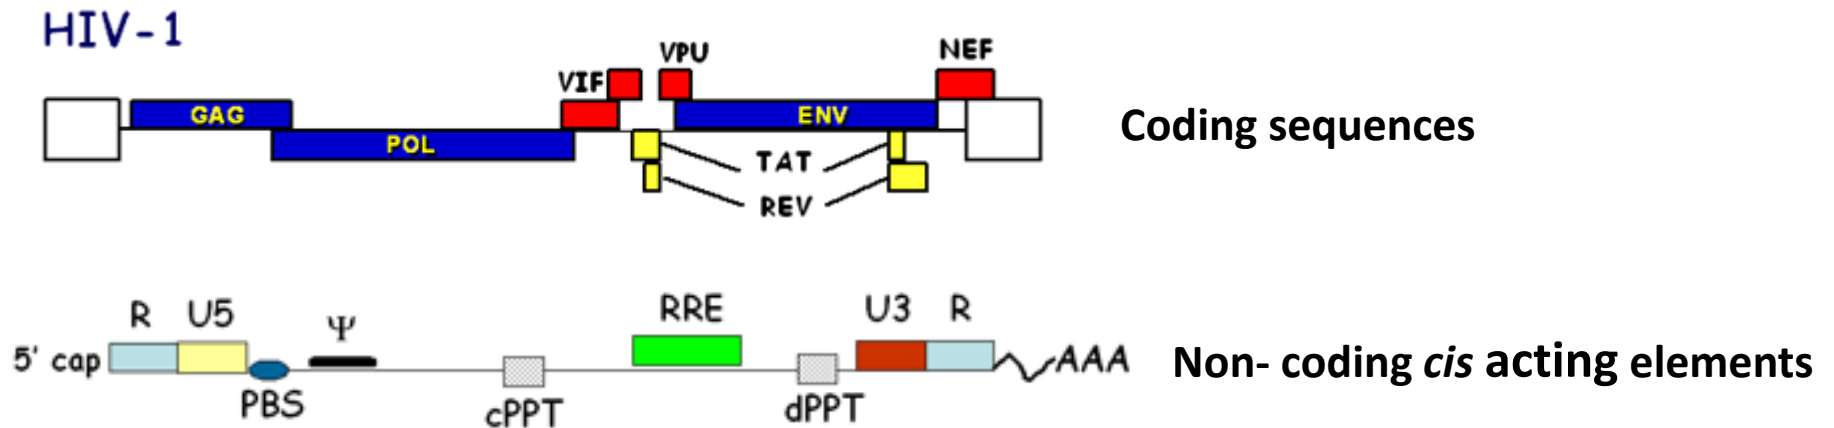 HIV-1
VPU
NEF
VIF
GAG
ENV
Coding sequences
POL
TAT
REV
R U5 Ψ RRE U3 R
5' cap
AAA
Non- coding cis acting elements
PBS
cPPT
dPPT